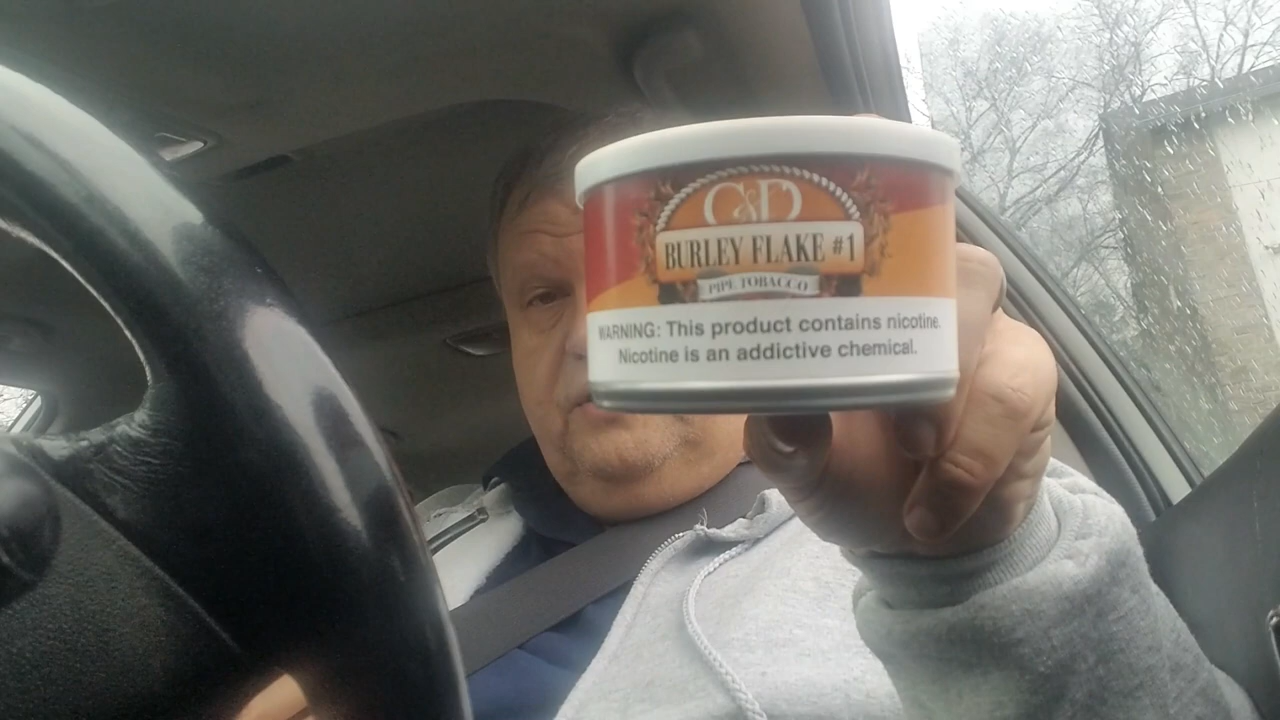 C&D
BURLEY FLAKE #1
PIPE TOBACCO
WARNING: This product contains nicotine.
Nicotine is an addictive chemical.